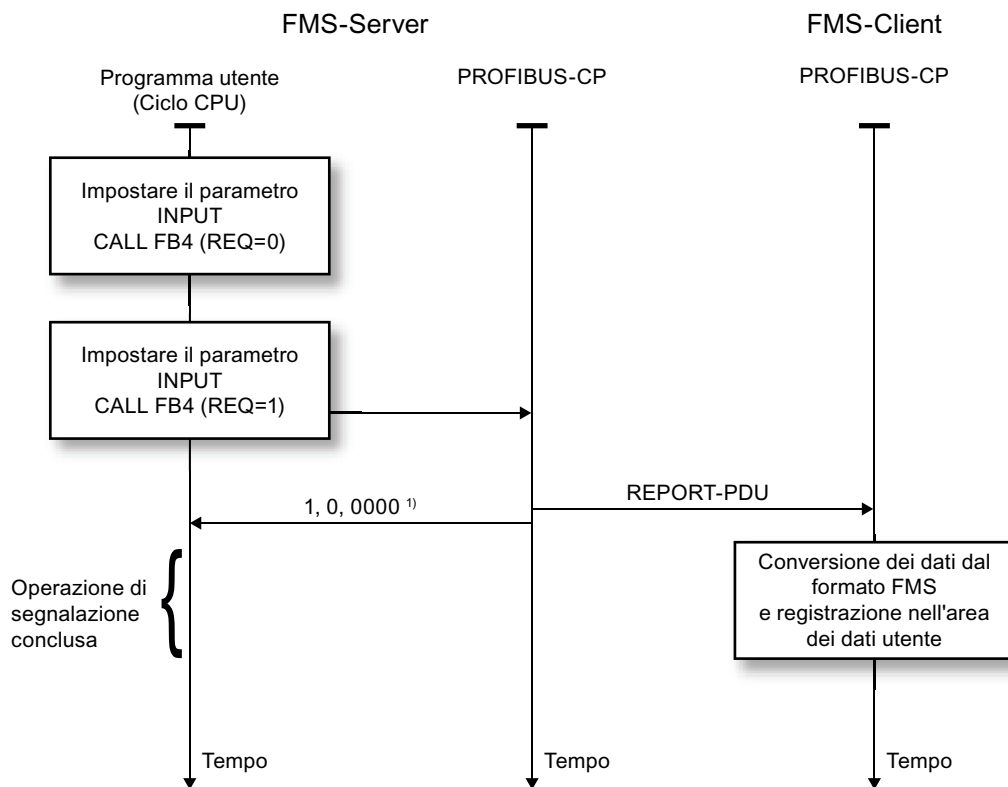 FMS-Server
FMS-Client
Programma utente
(Ciclo CPU)
PROFIBUS-CP
PROFIBUS-CP
Impostare il parametro
INPUT
CALL FB4 (REQ=0)
Impostare il parametro
INPUT
CALL FB4 (REQ=1)
REPORT-PDU
1, 0, 0000 1)
Operazione di
segnalazione
conclusa
Conversione dei dati dal
formato FMS
e registrazione nell'area
dei dati utente
Tempo
Tempo
Tempo